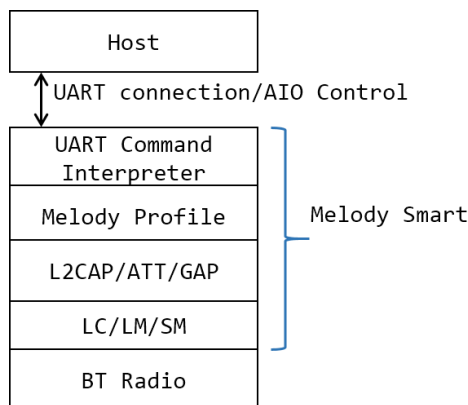 Host
UART connection/AIO Control
UART Command
Interpreter
Melody Profile
Melody Smart
L2CAP/ATT/GAP
LC/LM/SM
BT Radio